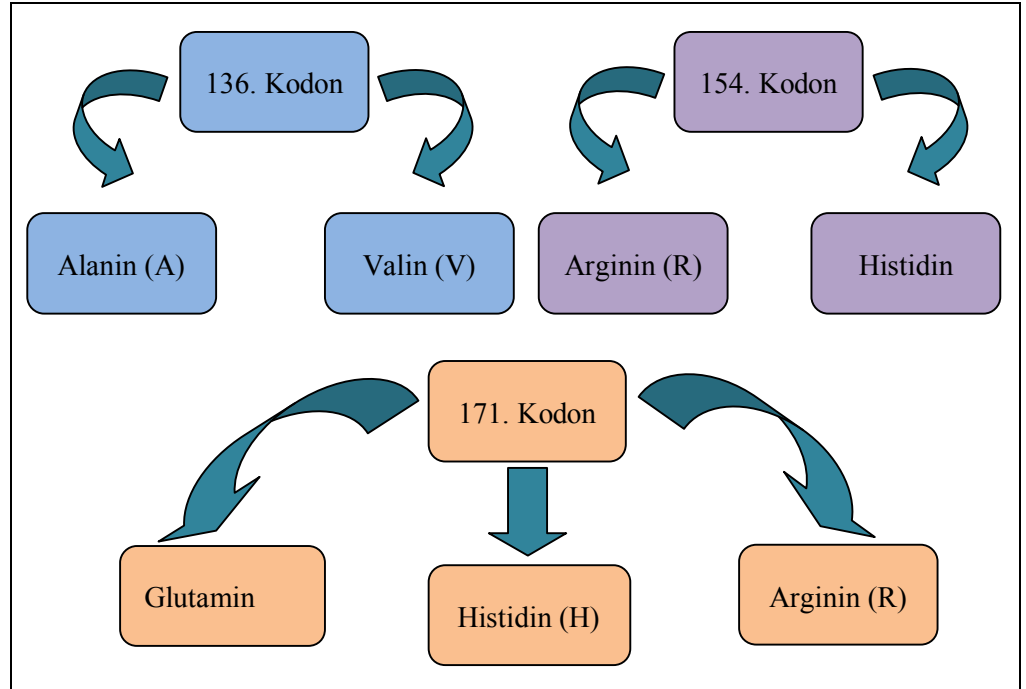 136. Kodon
154. Kodon
Alanin (A)
Valin (V)
Arginin (R)
Histidin
171. Kodon
Glutamin
Histidin (H)
Arginin (R)